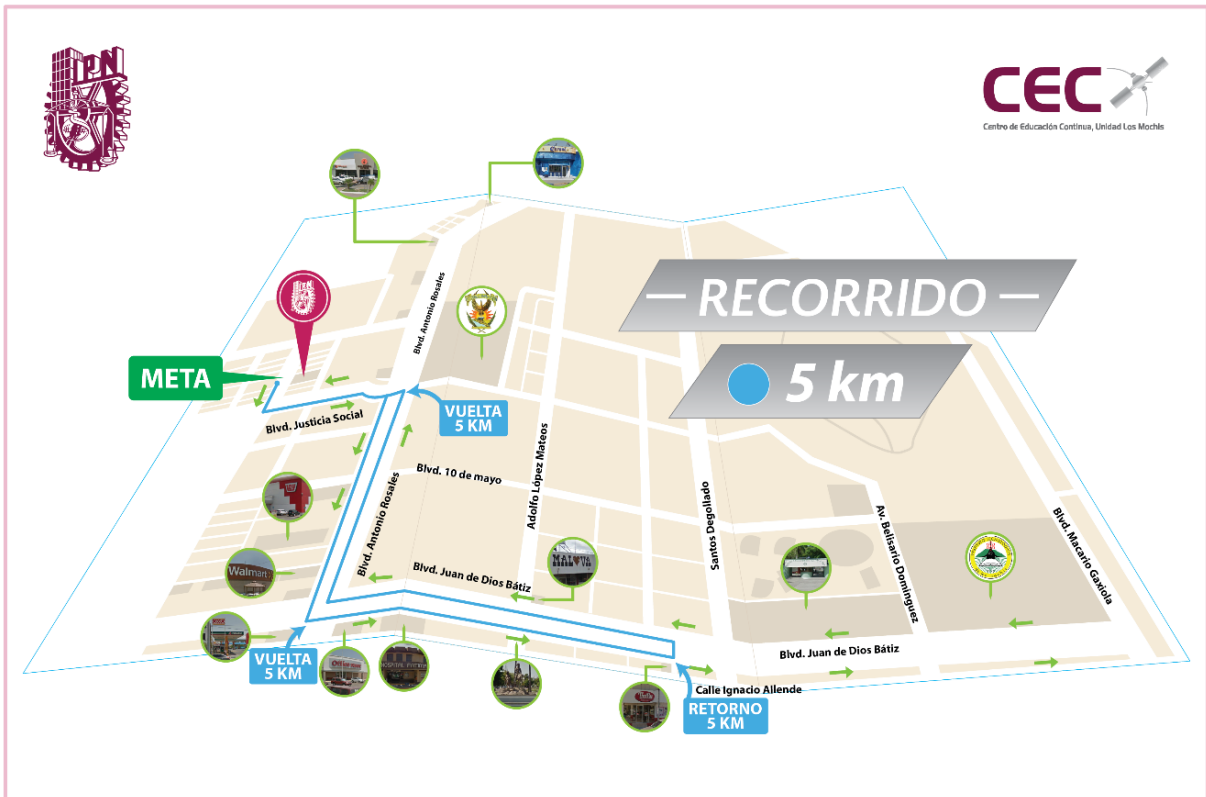 IPN
CEC
Centro de Educación Continua, Unidad Los Mochis
RECORRIDO
5 km
META
Blvd. Antonio Rosales
Blvd. Justicia Social
VUELTA
5 KM
Blvd. 10 de mayo
Blvd. Antonio Rosales
Adolfo López Mateos
Santos Degollado
Av. Belisario Domínguez
Blvd. Macario Gaxiola
Walmart
MALOVA
Blvd. Juan de Dios Bátiz
Blvd. Juan de Dios Bátiz
VUELTA
5 KM
Calle Ignacio Allende
RETORNO
5 KM